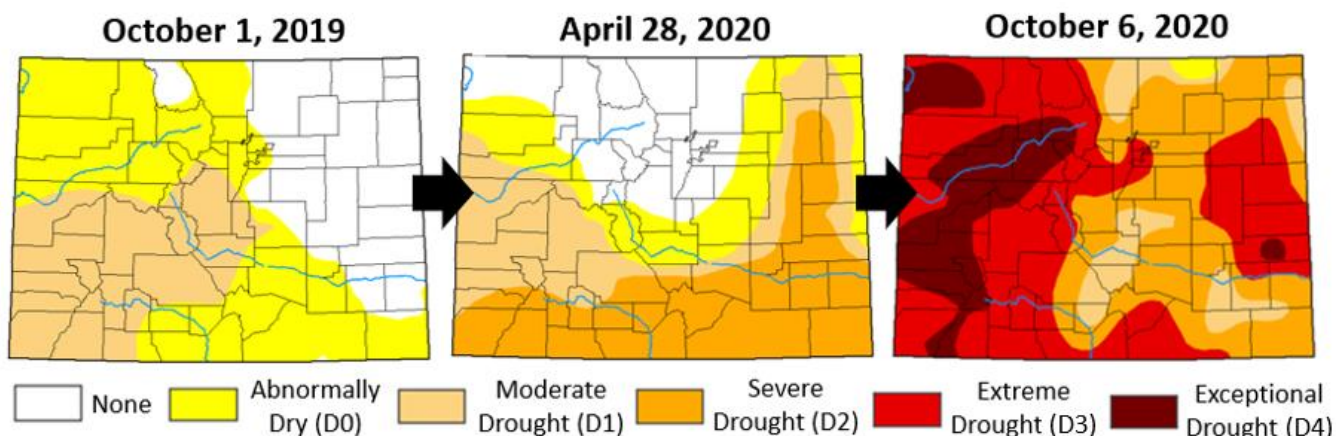 October 1, 2019
April 28, 2020
October 6, 2020
None
Abnormally
Dry (D0)
Moderate
Drought (D1)
Severe
Drought (D2)
Extreme
Drought (D3)
Exceptional
Drought (D4)